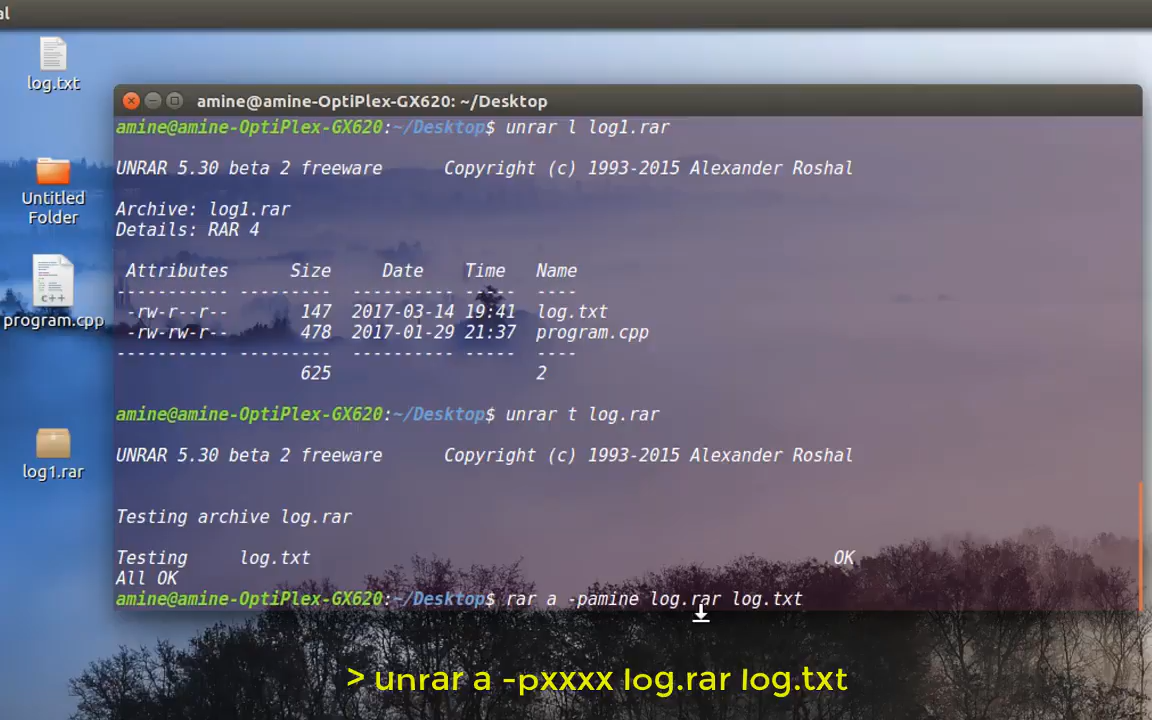 al
log.txt
Untitled
Folder
program.cpp
log1.rar
amine@amine-OptiPlex-GX620: ~/Desktop
amine@amine-OptiPlex-GX620:~/Desktop$ unrar l log1.rar
UNRAR 5.30 beta 2 freeware      Copyright (c) 1993-2015 Alexander Roshal
Archive: log1.rar
Details: RAR 4
 Attributes      Size     Date    Time   Name
----------- ---------  ---------- -----  ----
 -rw-r--r--       147  2017-03-14 19:41  log.txt
 -rw-rw-r--       478  2017-01-29 21:37  program.cpp
----------- ---------  ---------- -----  ----
                  625                    2
amine@amine-OptiPlex-GX620:~/Desktop$ unrar t log.rar
UNRAR 5.30 beta 2 freeware      Copyright (c) 1993-2015 Alexander Roshal
Testing archive log.rar
Testing     log.txt                                                   OK
All OK
amine@amine-OptiPlex-GX620:~/Desktop$ rar a -pamine log.rar log.txt
> unrar a -pxxxx log.rar log.txt
c++